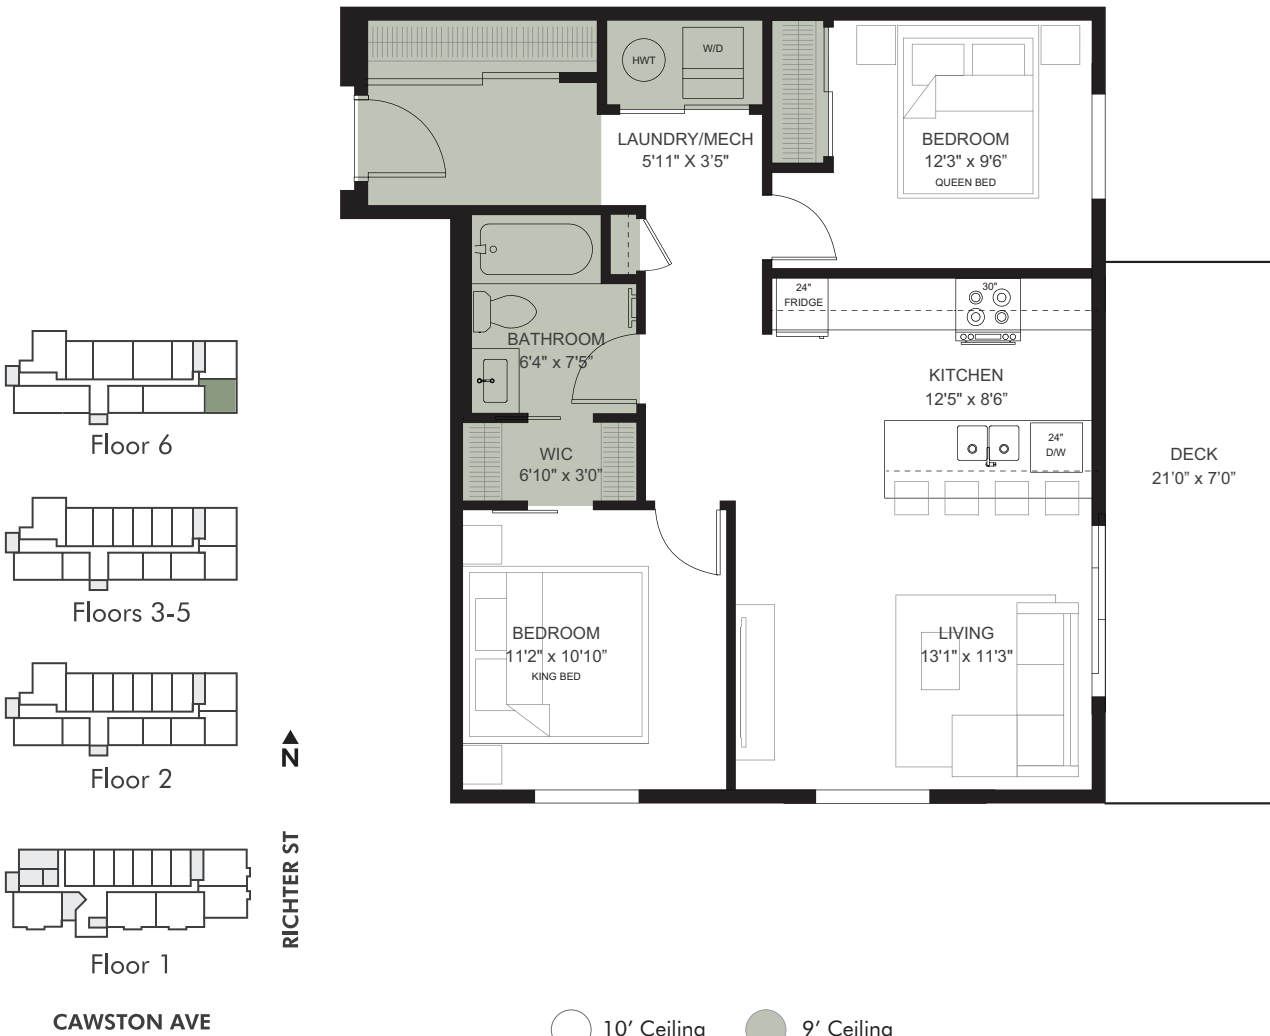 HWT
W/D
LAUNDRY/MECH
5'11" X 3’5"
BEDROOM
12'3" x 9'6”
QUEEN BED
24"
FRIDGE
30"
BATHROOM
6'4" x 7'5”
KITCHEN
12'5" x 8'6”
WIC
6'10" x 3'0”
24"
D/W
DECK
21’0” x 7’0”
BEDROOM
11'2" x 10'10”
KING BED
LIVING
13'1" x 11'3"
Floor 6
Floors 3-5
Floor 2
N
Floor 1
RICHTER ST
CAWSTON AVE
10’ Ceiling
9’ Ceiling